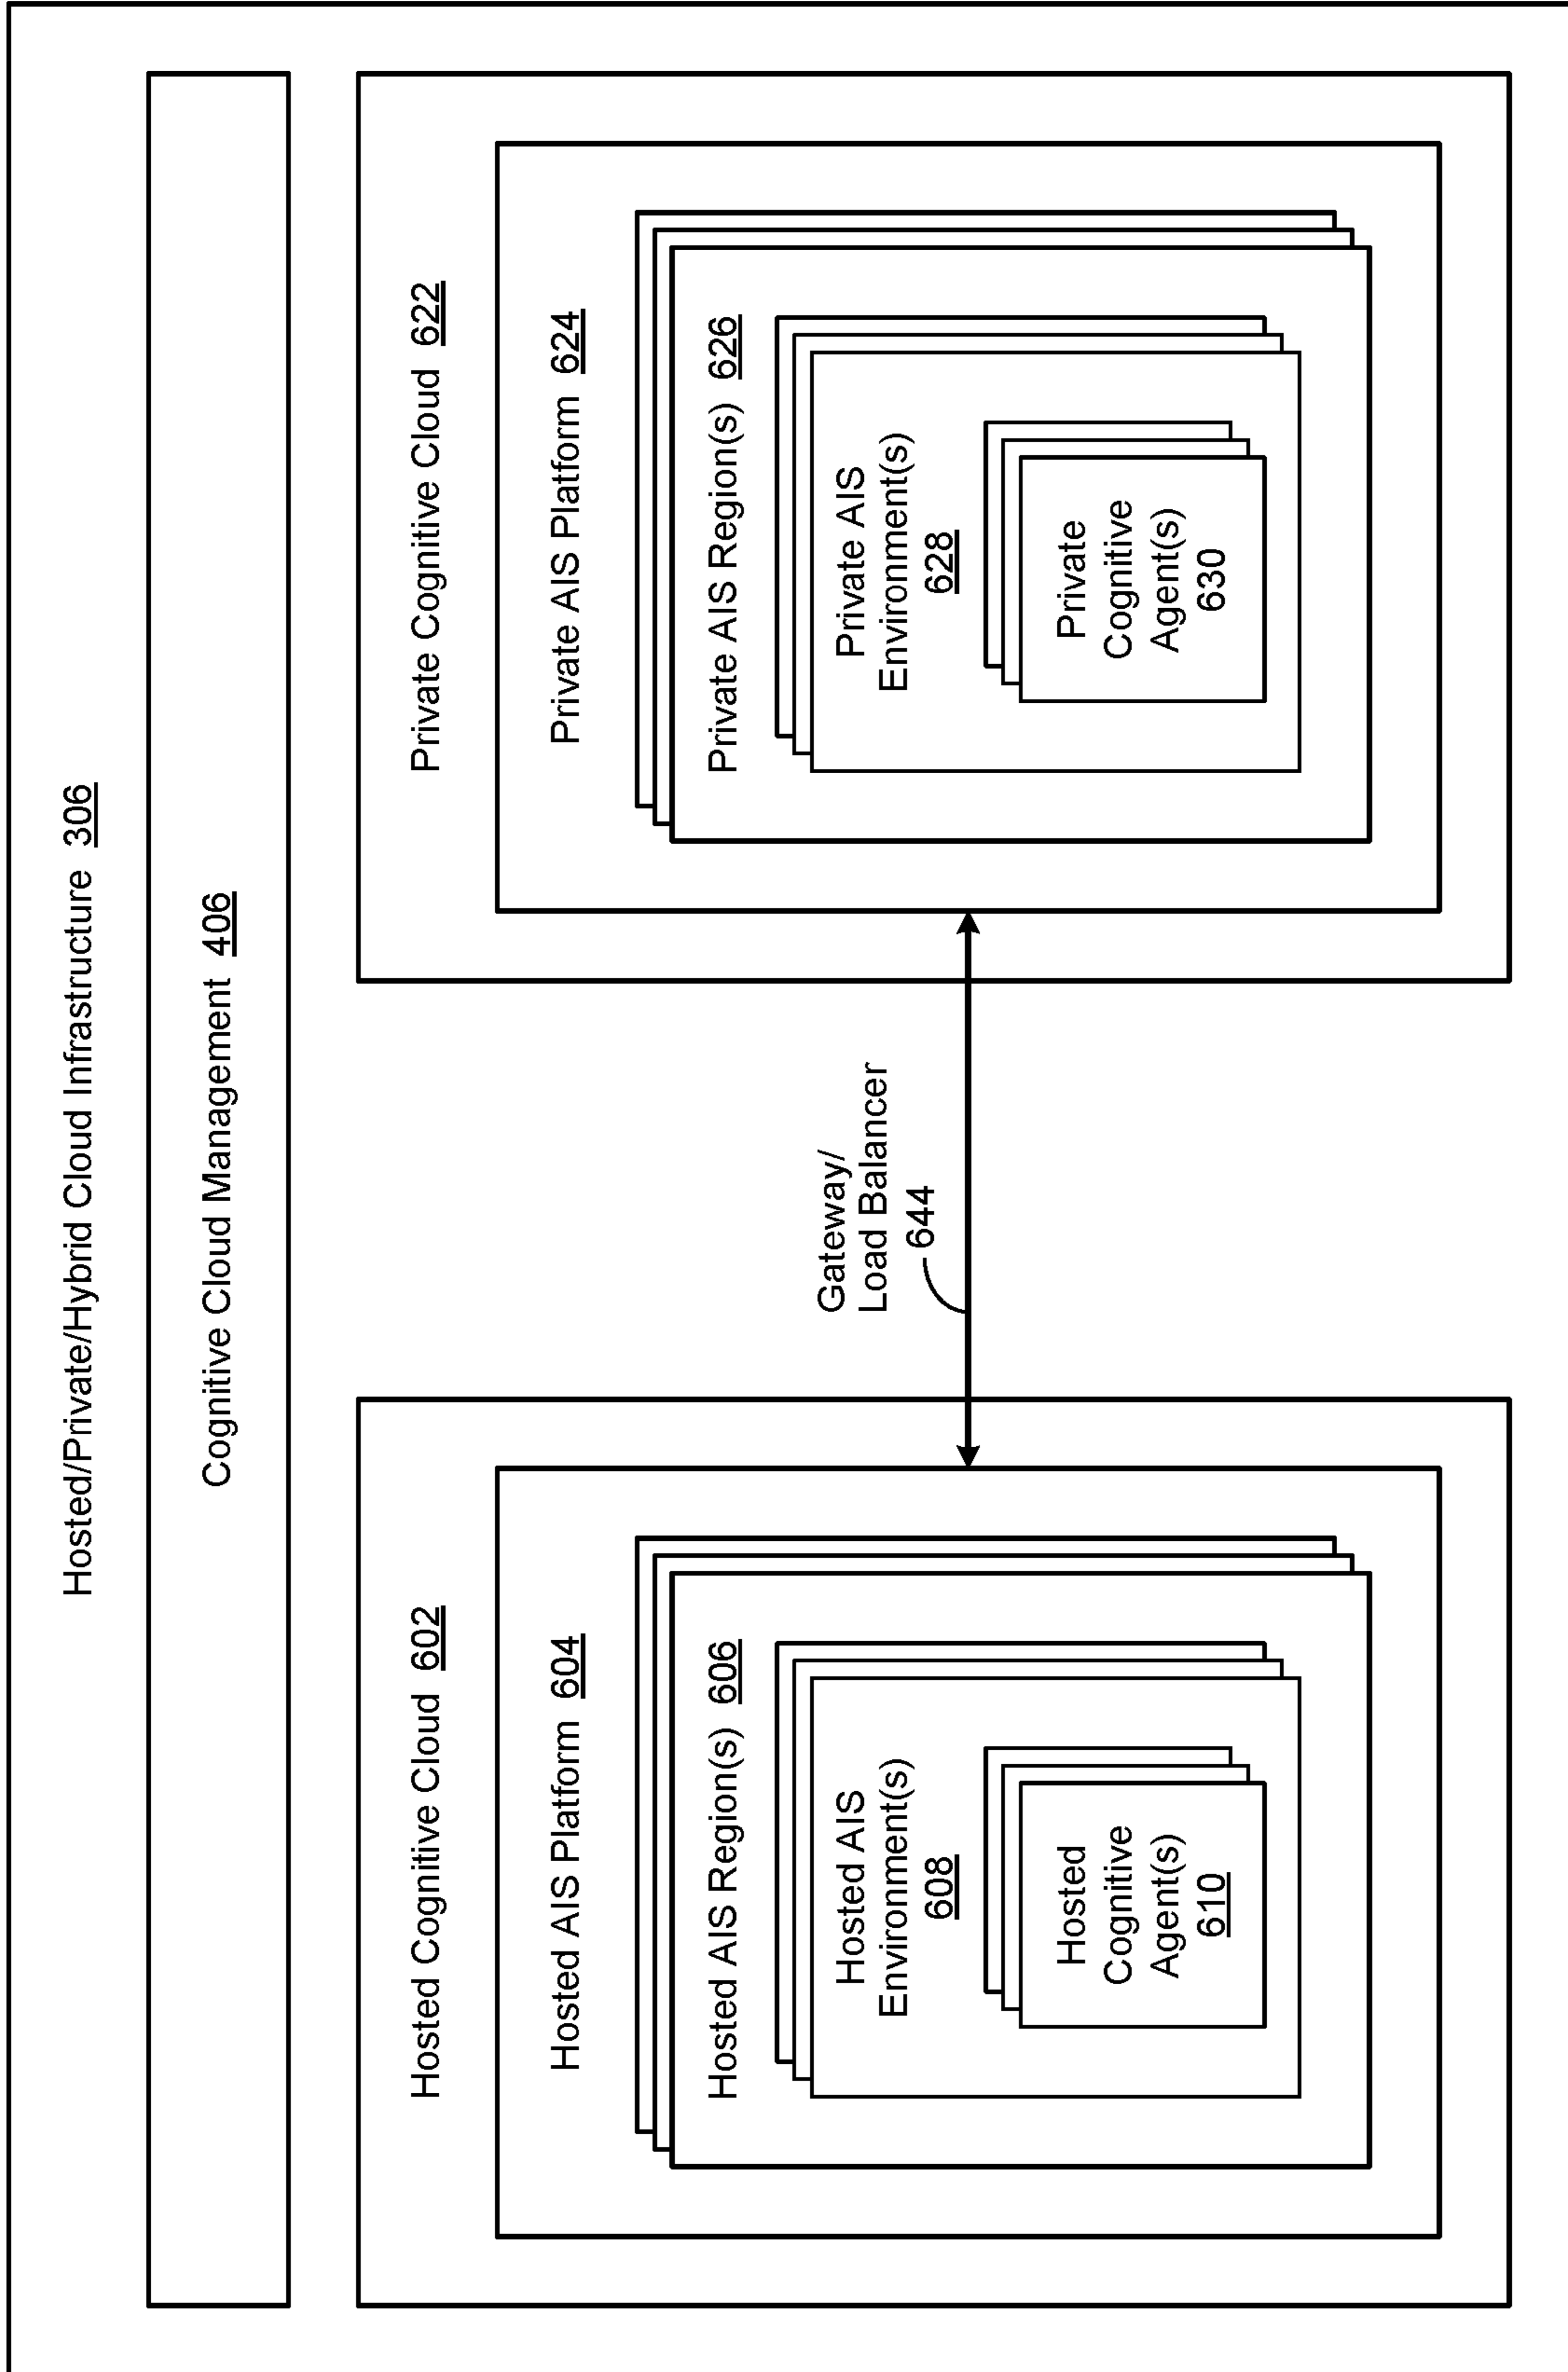 Hosted/Private/Hybrid Cloud Infrastructure 306
Cognitive Cloud Management 406
Hosted Cognitive Cloud 602
Hosted AIS Platform 604
Hosted AIS Region(s) 606
Hosted AIS
Environment(s)
608
Hosted
Cognitive
Agent(s)
610
Gateway/
Load Balancer
644
Private Cognitive Cloud 622
Private AIS Platform 624
Private AIS Region(s) 626
Private AIS
Environment(s)
628
Private
Cognitive
Agent(s)
630